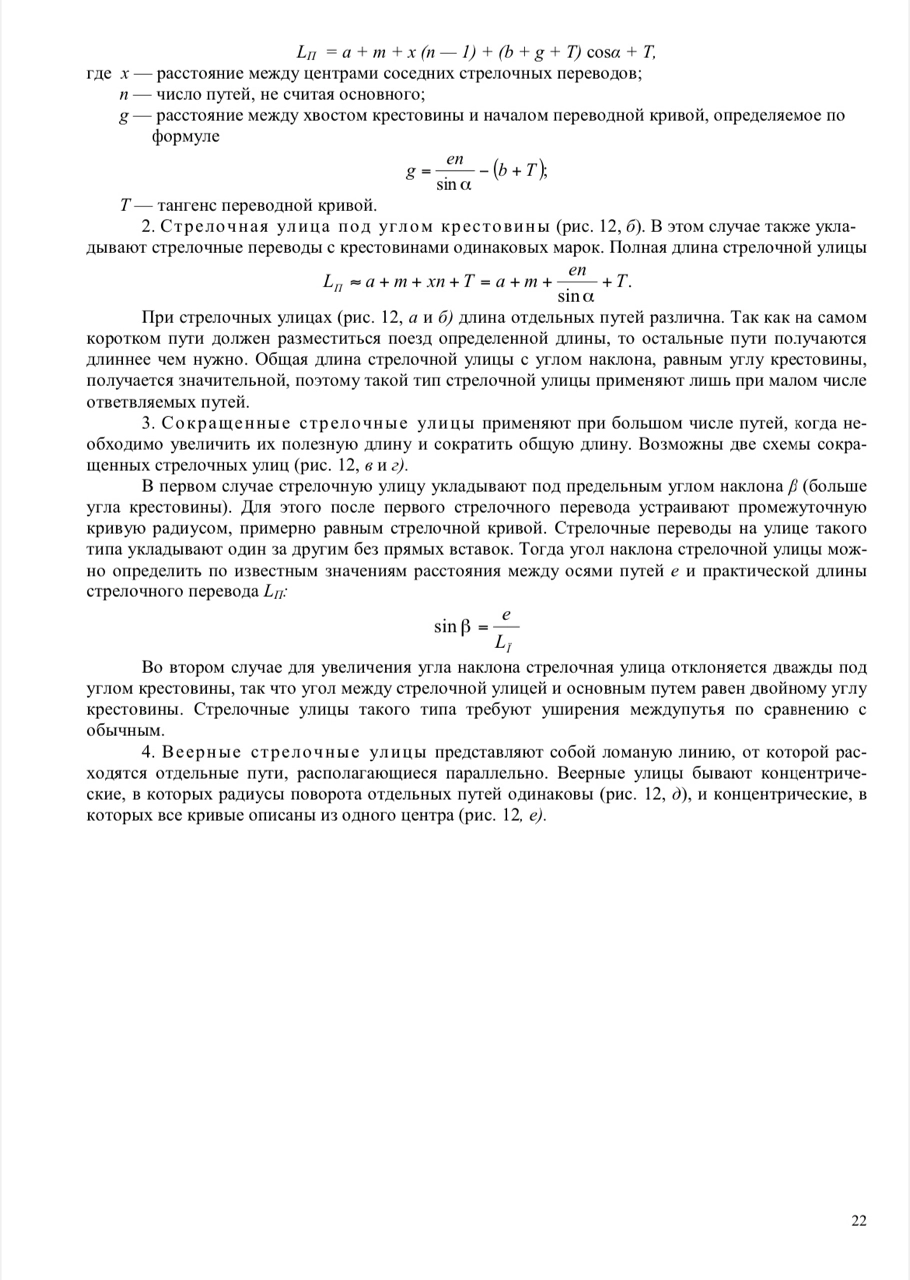 LП = a + m + x (n — 1) + (b + g + T) cosα + T,
где x — расстояние между центрами соседних стрелочных переводов;
n — число путей, не считая основного;
g — расстояние между хвостом крестовины и началом переводной кривой, определяемое по
формуле
g = en / sin α − (b + T);
T — тангенс переводной кривой.
2. Стрелочная улица под углом крестовины (рис. 12, б). В этом случае также укла-
дывают стрелочные переводы с крестовинами одинаковых марок. Полная длина стрелочной улицы
LП ≈ a + m + xn + T = a + m + en / sin α + T.
При стрелочных улицах (рис. 12, а и б) длина отдельных путей различна. Так как на самом
коротком пути должен разместиться поезд определенной длины, то остальные пути получаются
длиннее чем нужно. Общая длина стрелочной улицы с углом наклона, равным углу крестовины,
получается значительной, поэтому такой тип стрелочной улицы применяют лишь при малом числе
ответвляемых путей.
3. Сокращенные стрелочные улицы применяют при большом числе путей, когда не-
обходимо увеличить их полезную длину и сократить общую длину. Возможны две схемы сокра-
щенных стрелочных улиц (рис. 12, в и г).
В первом случае стрелочную улицу укладывают под предельным углом наклона β (больше
угла крестовины). Для этого после первого стрелочного перевода устраивают промежуточную
кривую радиусом, примерно равным стрелочной кривой. Стрелочные переводы на улице такого
типа укладывают один за другим без прямых вставок. Тогда угол наклона стрелочной улицы мож-
но определить по известным значениям расстояния между осями путей е и практической длины
стрелочного перевода LП:
sin β = e / LЇ
Во втором случае для увеличения угла наклона стрелочная улица отклоняется дважды под
углом крестовины, так что угол между стрелочной улицей и основным путем равен двойному углу
крестовины. Стрелочные улицы такого типа требуют уширения междупутья по сравнению с
обычным.
4. Веерные стрелочные улицы представляют собой ломаную линию, от которой рас-
ходятся отдельные пути, располагающиеся параллельно. Веерные улицы бывают концентриче-
ские, в которых радиусы поворота отдельных путей одинаковы (рис. 12, д), и концентрические, в
которых все кривые описаны из одного центра (рис. 12, е).
22